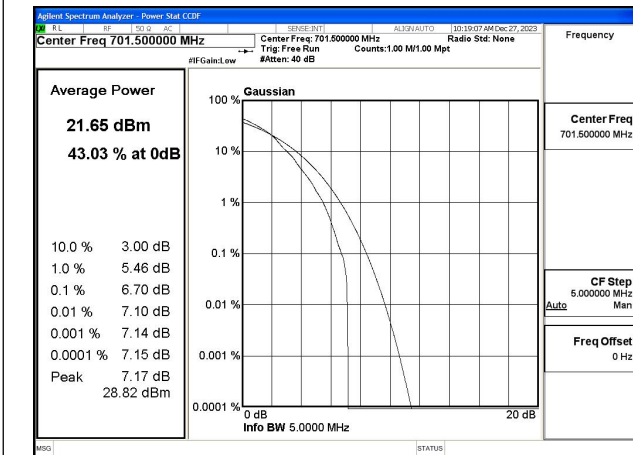 Agilent Spectrum Analyzer - Power Stat CCDF
RL RF 50 Ω AC SENSE:INT ALIGN AUTO 10:19:07 AM Dec 27, 2023
Center Freq 701.500000 MHz
Center Freq: 701.500000 MHz Radio Std: None
Trig: Free Run Counts:1.00 M/1.00 Mpt
#IFGain:Low #Atten: 40 dB
Frequency
Average Power
21.65 dBm
43.03 % at 0dB
10.0 % 3.00 dB
1.0 % 5.46 dB
0.1 % 6.70 dB
0.01 % 7.10 dB
0.001 % 7.14 dB
0.0001 % 7.15 dB
Peak 7.17 dB
28.82 dBm
Gaussian
100 %
10 %
1 %
0.1 %
0.01 %
0.001 %
0.0001 %
0 dB 20 dB
Info BW 5.0000 MHz
Center Freq
701.500000 MHz
CF Step
5.000000 MHz
Auto Man
Freq Offset
0 Hz
MSG STATUS